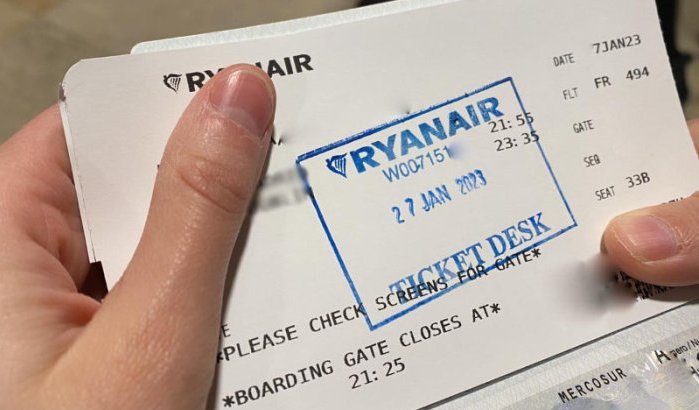 RYANAIR
DATE 7JAN23
FLT FR 494
GATE
SEQ
SEAT 33B
RYANAIR
W007151
27 JAN 2023
TICKET DESK
21:55
23:35
*PLEASE CHECK SCREENS FOR GATE*
*BOARDING GATE CLOSES AT*
21:25
MERCOSUR